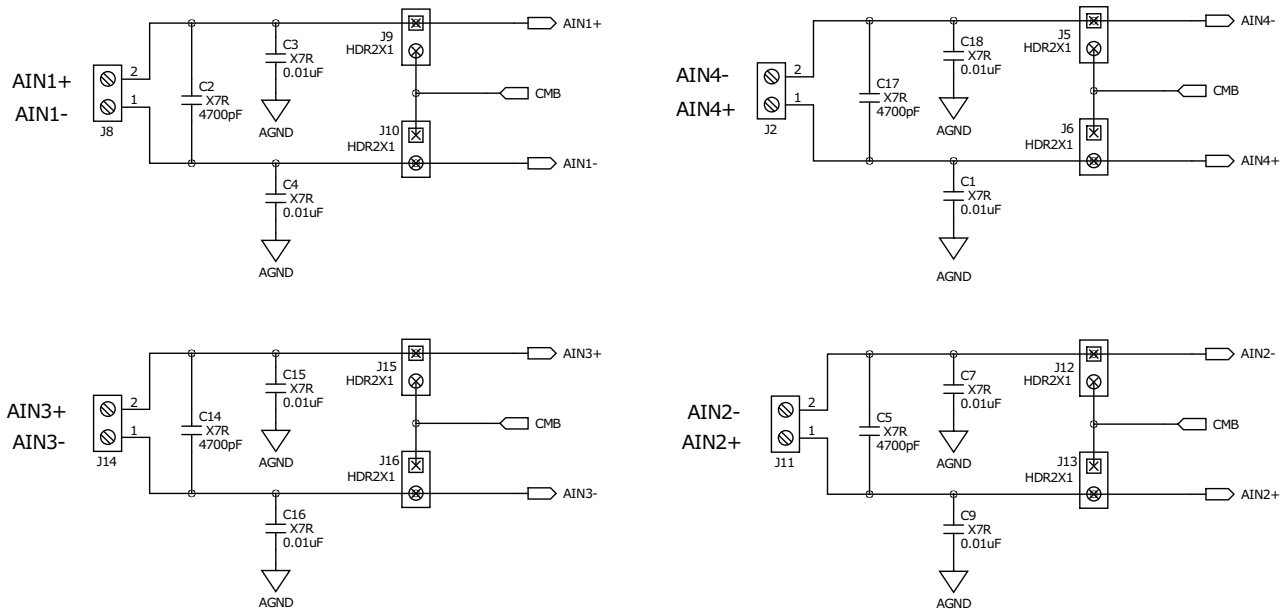 AIN1+
AIN1-
2
1
J8
C2
X7R
4700pF
C3
X7R
0.01uF
AGND
J9
HDR2X1
AIN1+
CMB
J10
HDR2X1
AIN1-
C4
X7R
0.01uF
AGND
AIN4-
AIN4+
2
1
J2
C17
X7R
4700pF
C18
X7R
0.01uF
AGND
J5
HDR2X1
AIN4-
CMB
J6
HDR2X1
AIN4+
C1
X7R
0.01uF
AGND
AIN3+
AIN3-
2
1
J14
C14
X7R
4700pF
C15
X7R
0.01uF
AGND
J15
HDR2X1
AIN3+
CMB
J16
HDR2X1
AIN3-
C16
X7R
0.01uF
AGND
AIN2-
AIN2+
2
1
J11
C5
X7R
4700pF
C7
X7R
0.01uF
AGND
J12
HDR2X1
AIN2-
CMB
J13
HDR2X1
AIN2+
C9
X7R
0.01uF
AGND